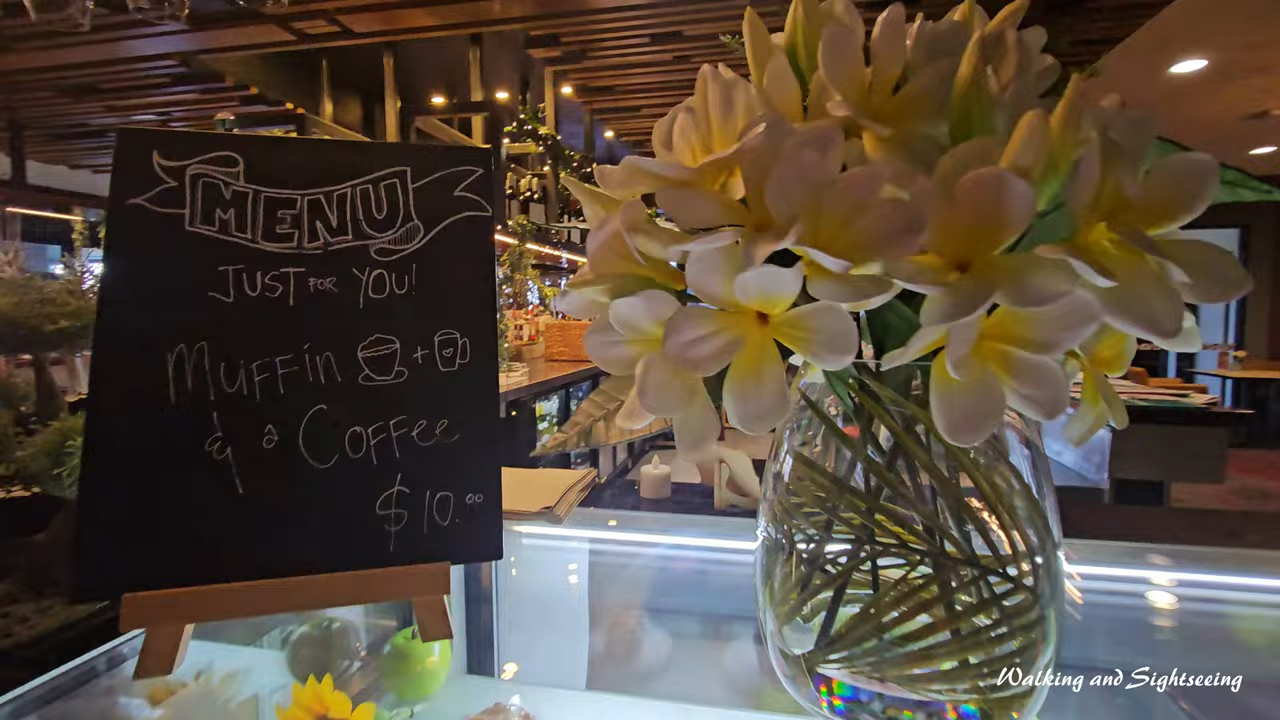 MENU
JUST FOR YOU!
Muffin +
& a Coffee
$10.00
Walking and Sightseeing